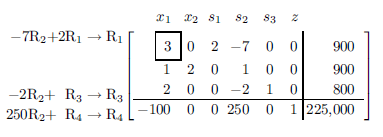 x₁ x₂ s₁ s₂ s₃ z
−7R₂+2R₁ → R₁ 3 0 2 −7 0 0 900
1 2 0 1 0 0 900
−2R₂+ R₃ → R₃ 2 0 0 −2 1 0 800
250R₂+ R₄ → R₄ −100 0 0 250 0 1 225,000